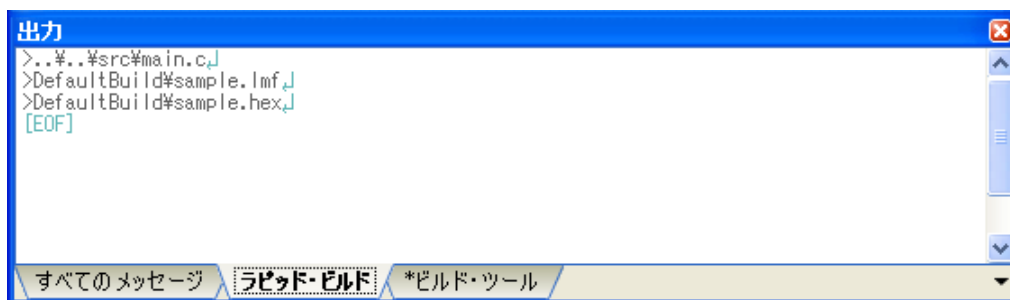 出力
>..¥..¥src¥main.c↲
>DefaultBuild¥sample.lmf↲
>DefaultBuild¥sample.hex↲
[EOF]
すべてのメッセージ ラピッド・ビルド *ビルド・ツール